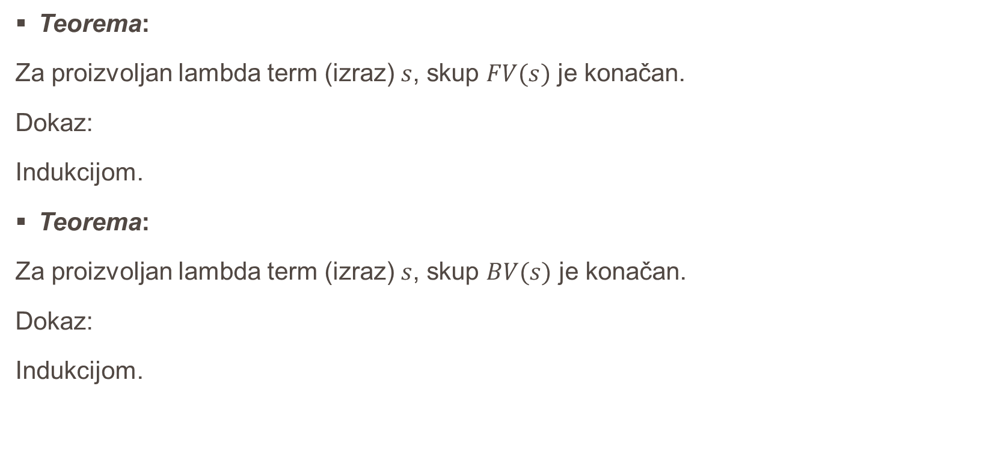 ▪ Teorema:
Za proizvoljan lambda term (izraz) 𝑠, skup 𝐹𝑉(𝑠) je konačan.
Dokaz:
Indukcijom.
▪ Teorema:
Za proizvoljan lambda term (izraz) 𝑠, skup 𝐵𝑉(𝑠) je konačan.
Dokaz:
Indukcijom.